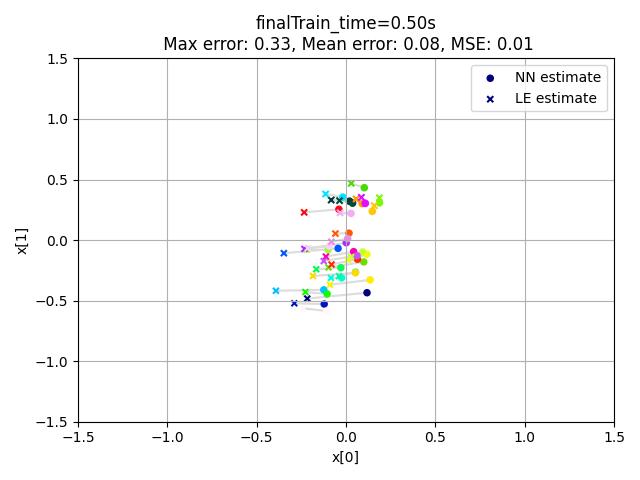 finalTrain_time=0.50s
Max error: 0.33, Mean error: 0.08, MSE: 0.01
1.5
1.0
0.5
0.0
−0.5
−1.0
−1.5
x[1]
NN estimate
LE estimate
−1.5 −1.0 −0.5 0.0 0.5 1.0 1.5
x[0]